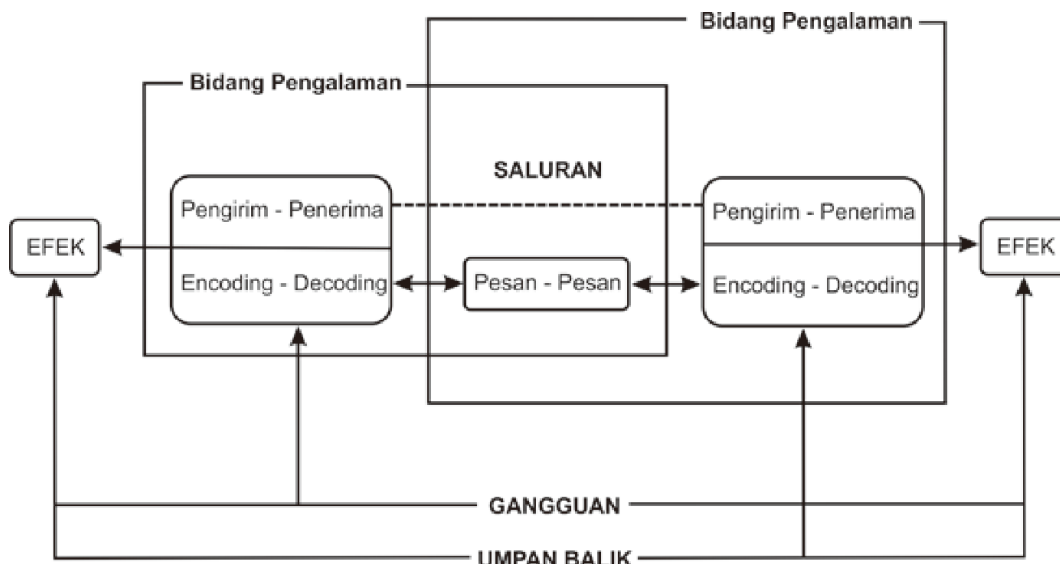 Bidang Pengalaman
Bidang Pengalaman
SALURAN
Pengirim - Penerima
Pengirim - Penerima
EFEK
EFEK
Encoding - Decoding
Pesan - Pesan
Encoding - Decoding
GANGGUAN
UMPAN BALIK